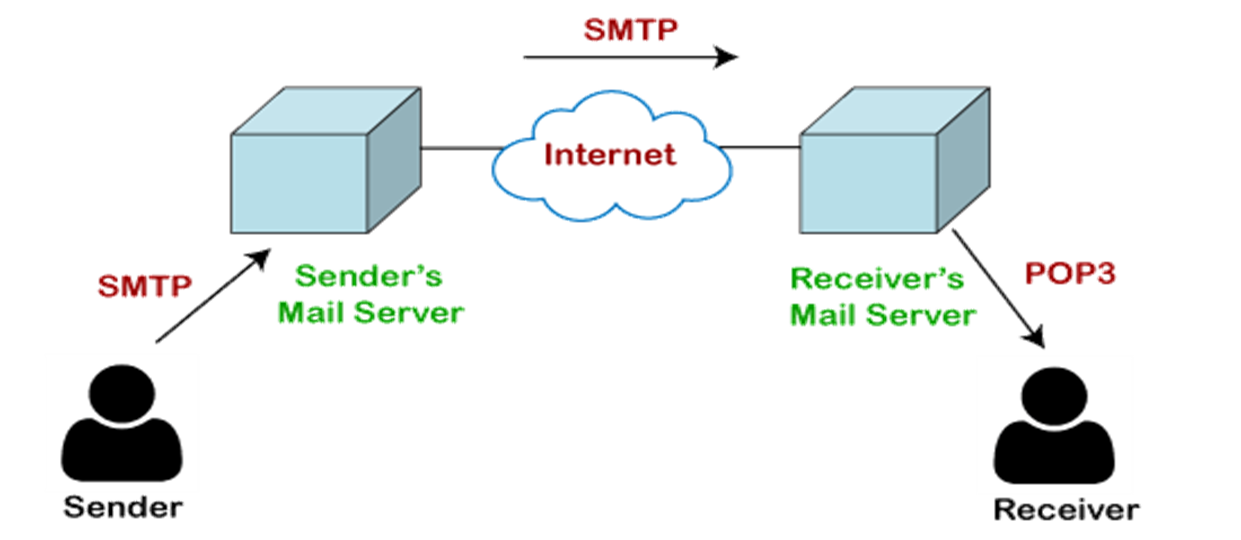 SMTP
Internet
SMTP
Sender's
Mail Server
Receiver's
Mail Server
POP3
Sender
Receiver